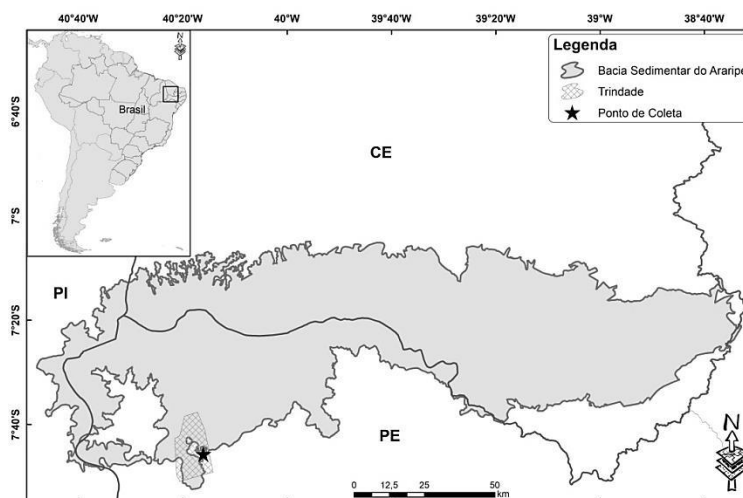 40°40'O 40°20'O 40°0'O 39°40'O 39°20'O 39°0'O 38°40'O
Brasil
Legenda
Bacia Sedimentar do Araripe
Trindade
Ponto de Coleta
6°40'S
7°S
7°20'S
7°40'S
CE
PI
PE
N
0 12,5 25 50
km